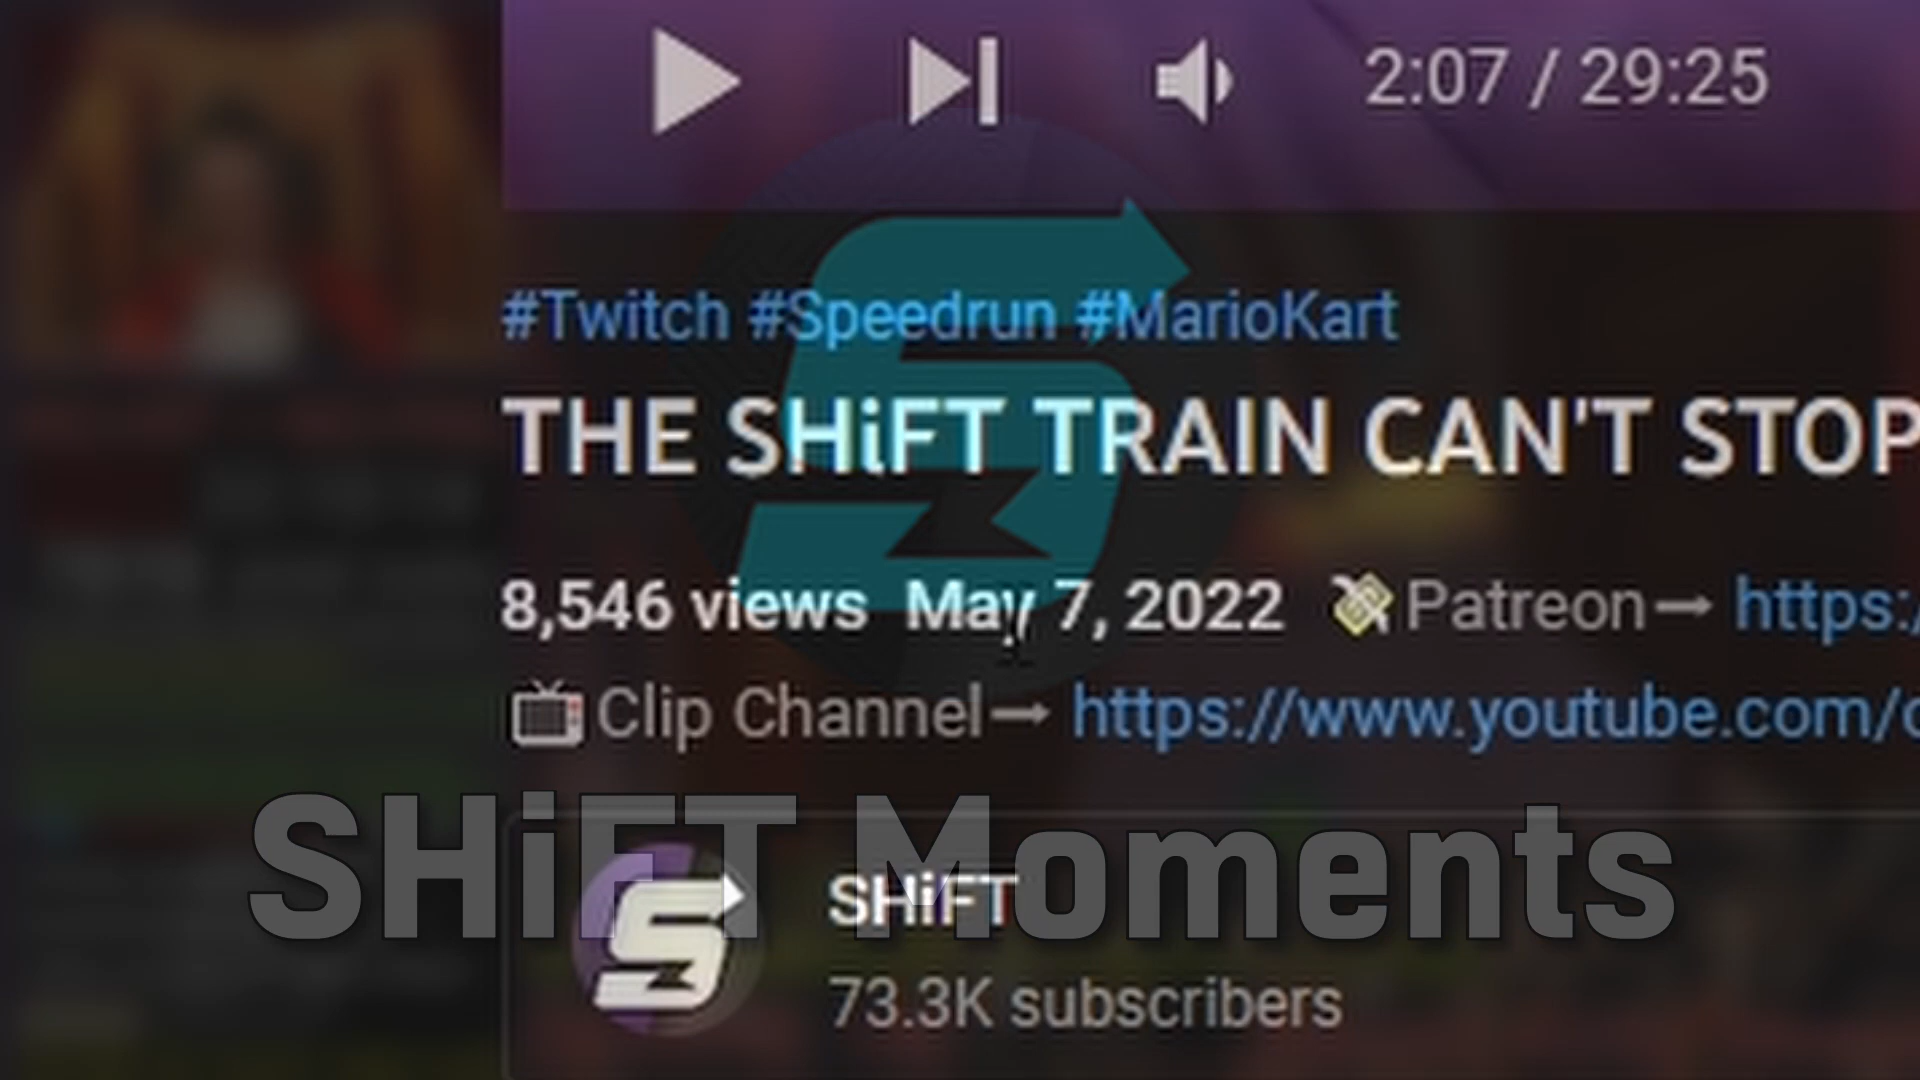 2:07 / 29:25
#Twitch #Speedrun #MarioKart
THE SHiFT TRAIN CAN'T STOP
8,546 views May 7, 2022 Patreon→ https:/
Clip Channel→ https://www.youtube.com/c
SHiFT Moments
SHiFT
73.3K subscribers